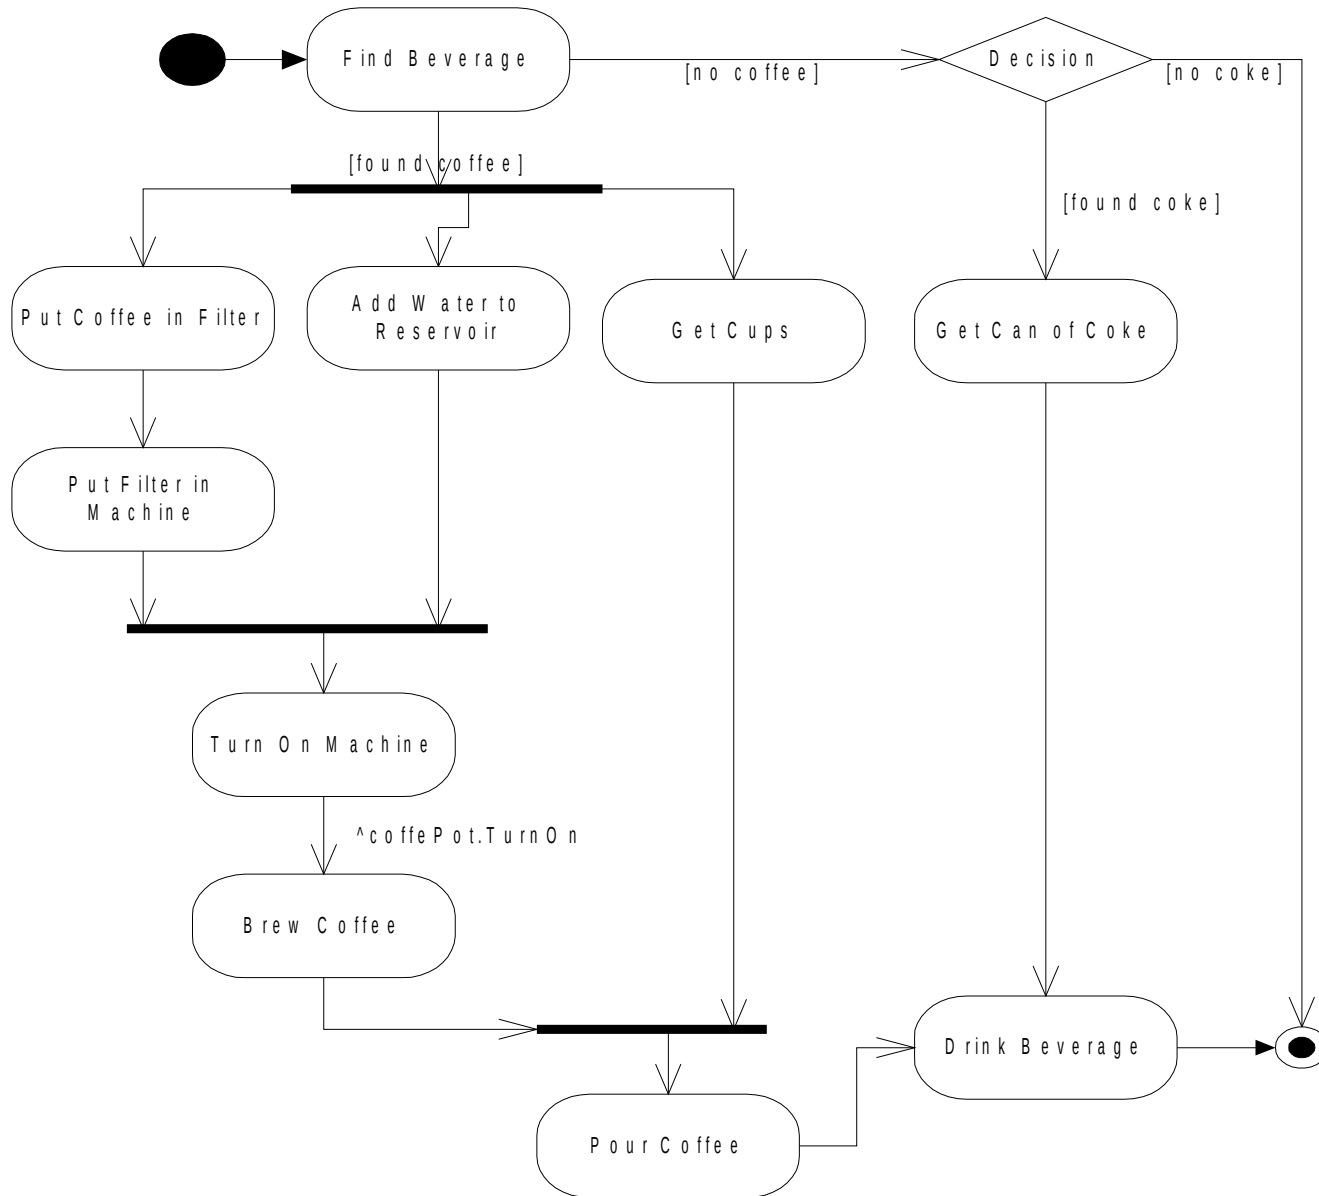 Find Beverage
[no coffee]
Decision
[no coke]
[found coffee]
[found coke]
Put Coffee in Filter
Add Water to
Reservoir
Get Cups
Get Can of Coke
Put Filter in
Machine
Turn On Machine
^coffePot.TurnOn
Brew Coffee
Drink Beverage
Pour Coffee